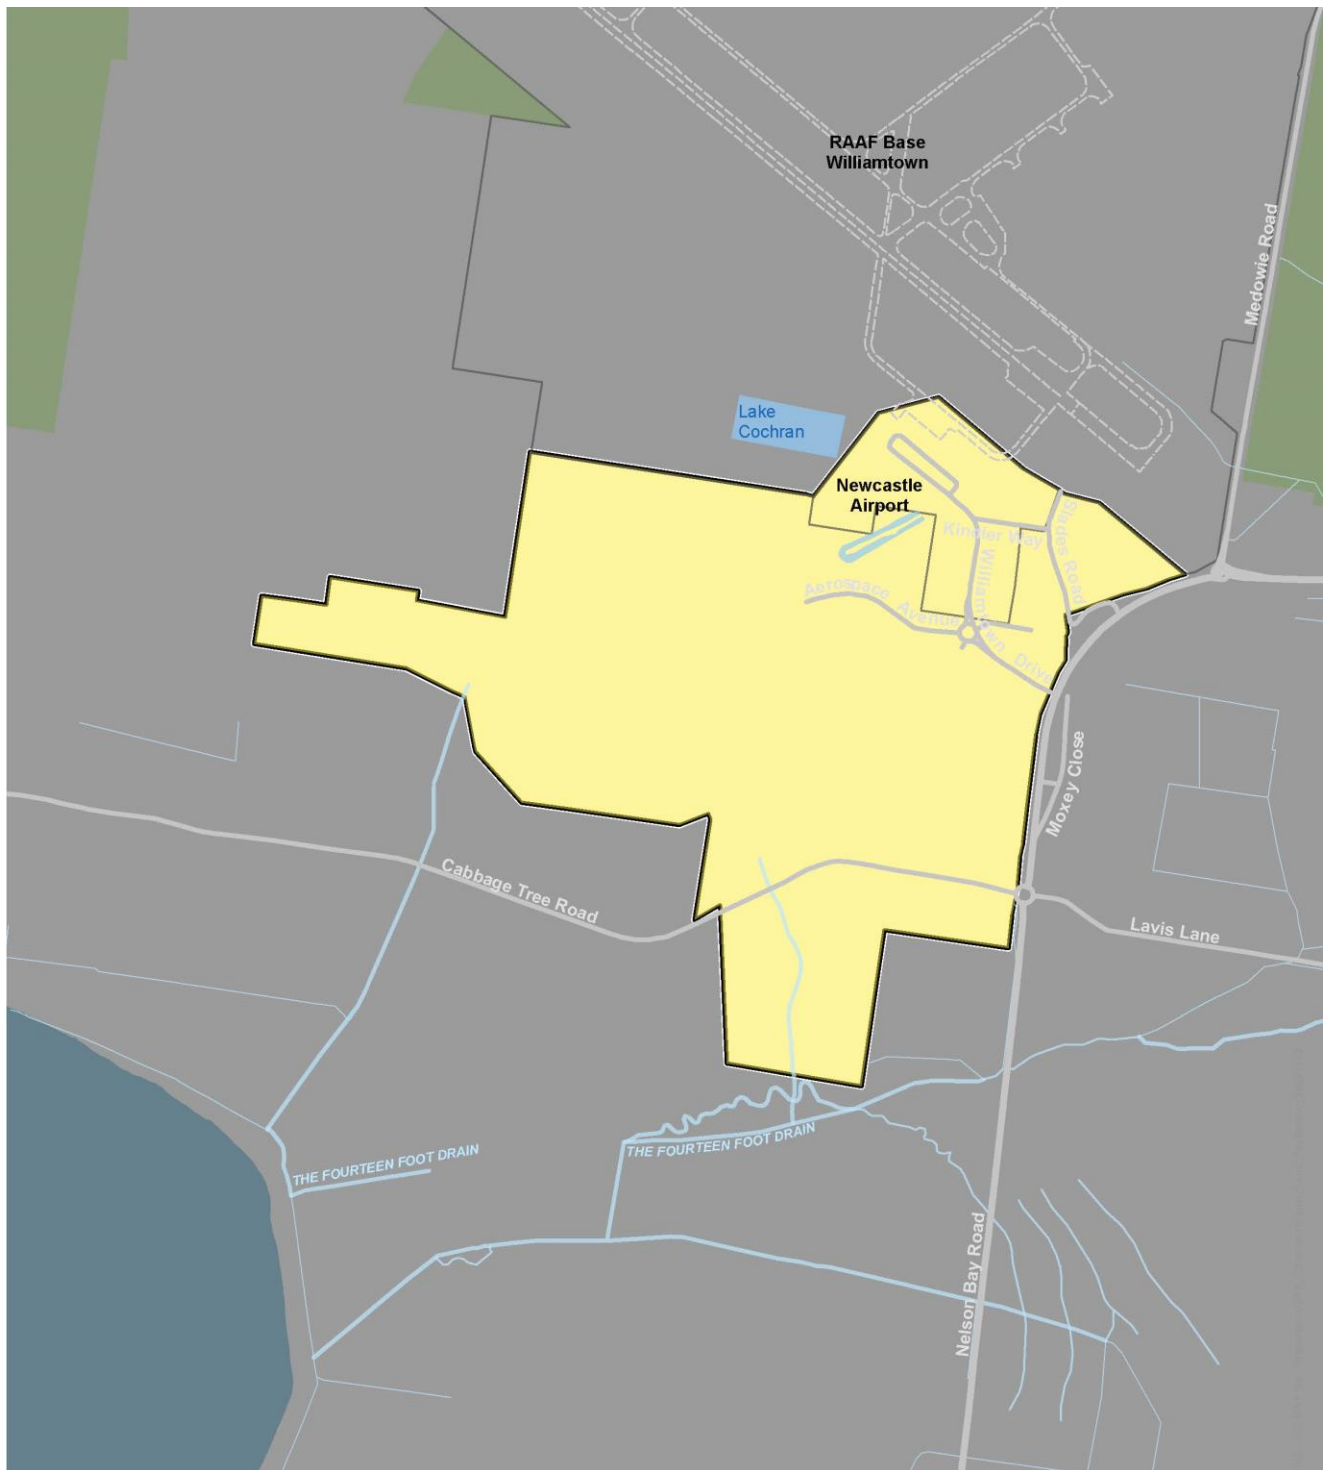 RAAF Base
Williamtown
Medowie Road
Lake
Cochran
Newcastle
Airport
Kindler Way
Slades Road
Aerospace Avenue
Williamtown Drive
Moxey Close
Cabbage Tree Road
Lavis Lane
THE FOURTEEN FOOT DRAIN
THE FOURTEEN FOOT DRAIN
Nelson Bay Road